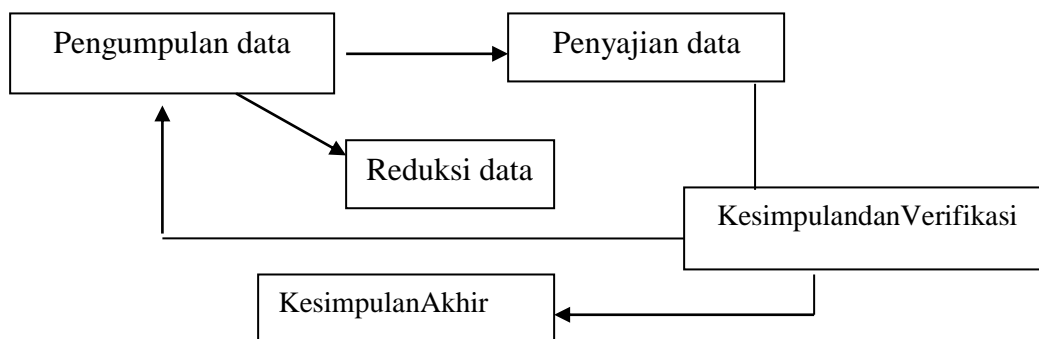 Pengumpulan data
Penyajian data
Reduksi data
KesimpulandanVerifikasi
KesimpulanAkhir